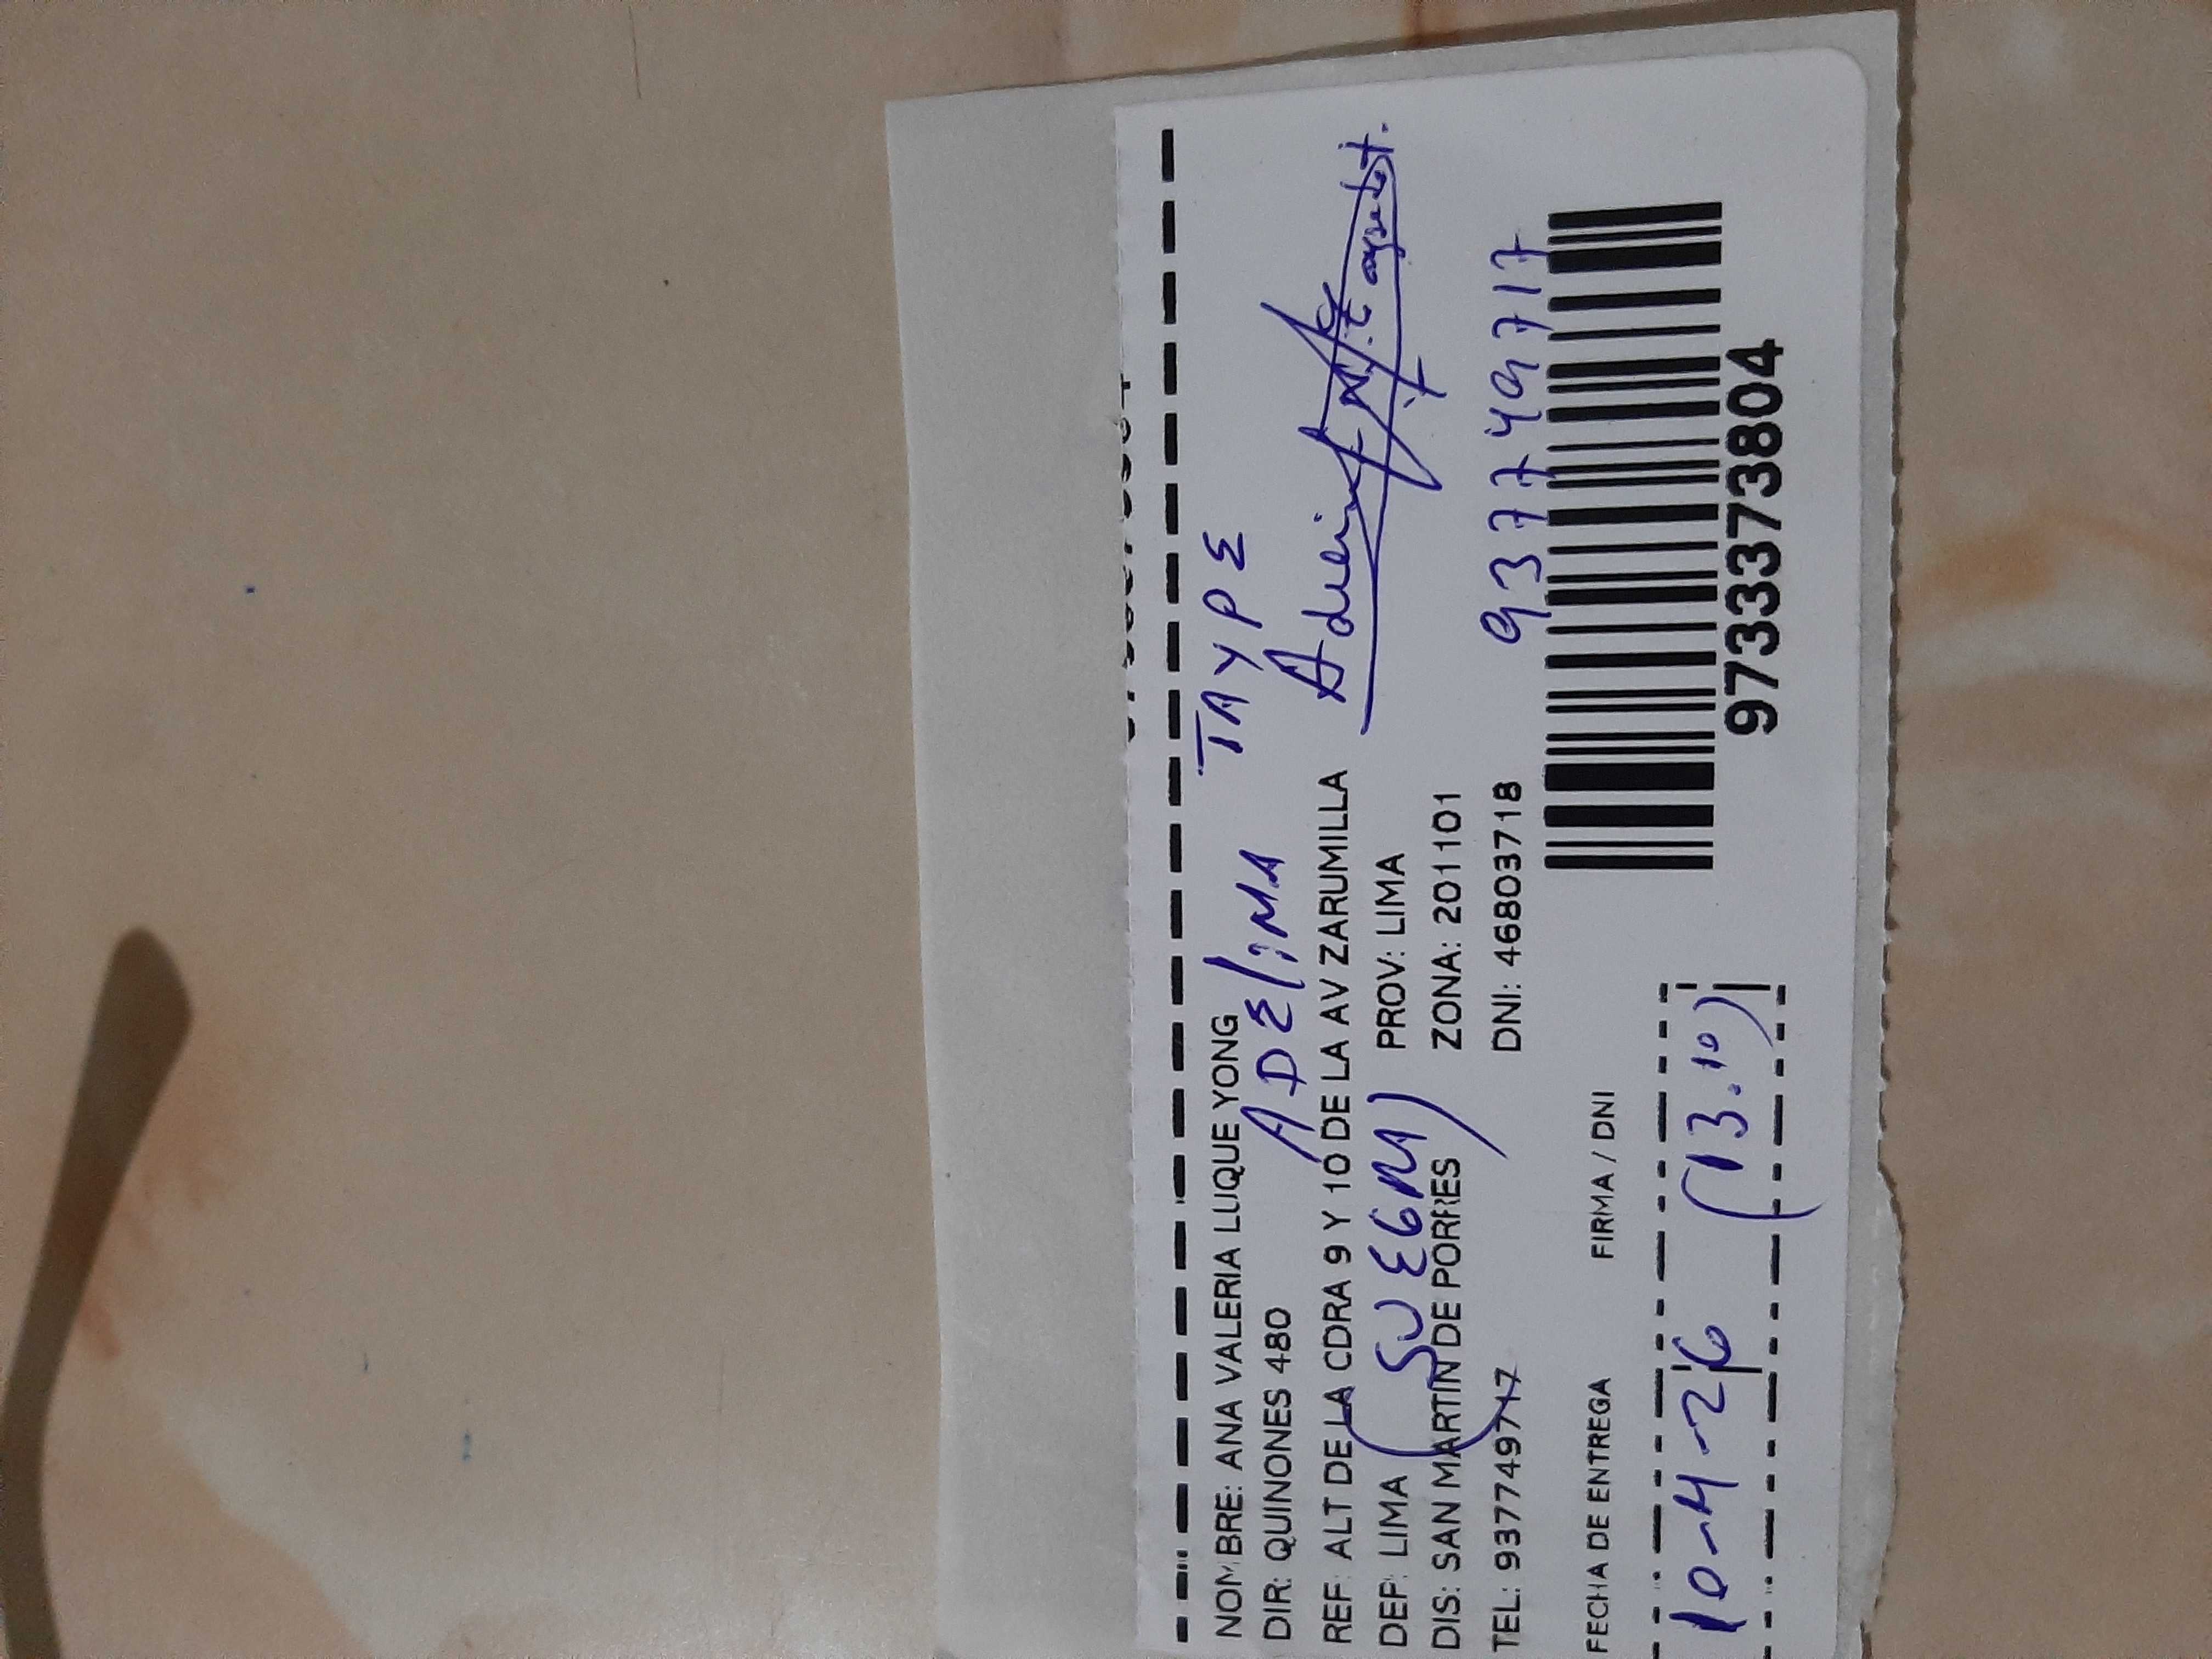 NOMBRE: ANA VALERIA LUQUE YONG
TAYPE
DIR: QUINONES 480
ADELiMA
REF: ALT DE LA CDRA 9 Y 10 DE LA AV ZARUMILLA
DEP: LIMA PROV: LIMA
(SUEGRA)
DIS: SAN MARTIN DE PORRES ZONA: 201101
TEL: 937749717 DNI: 46803718
937749717
FECHA DE ENTREGA FIRMA / DNI
9733373804
10-4-26 (13.10)